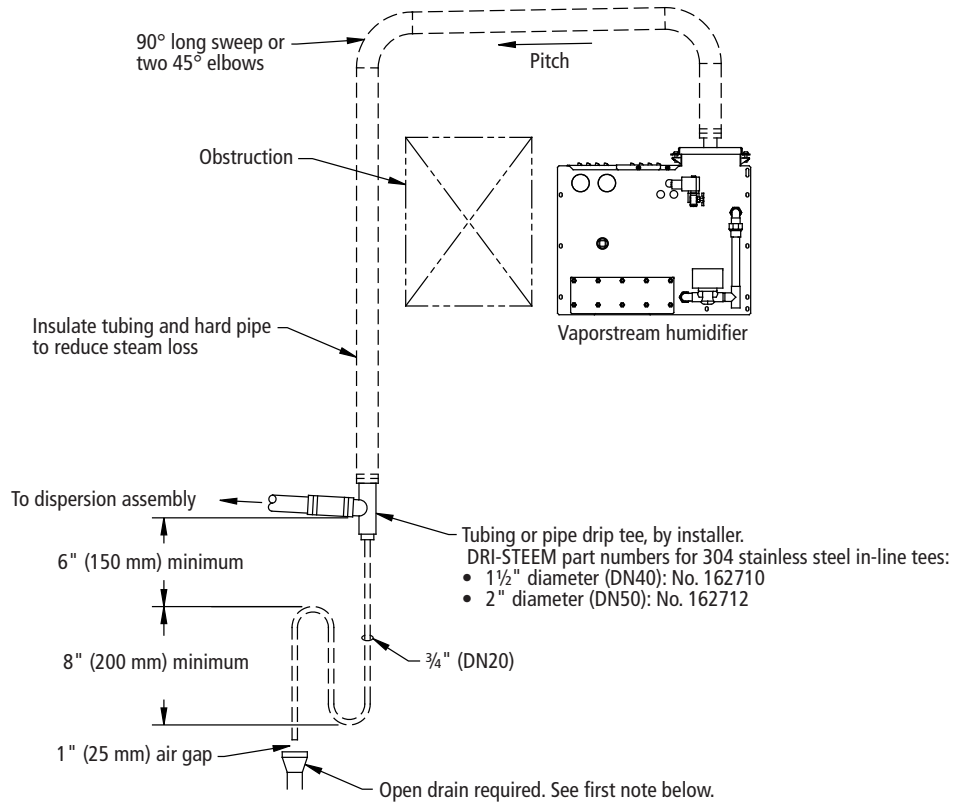 90° long sweep or
two 45° elbows
Pitch
Obstruction
Vaporstream humidifier
Insulate tubing and hard pipe
to reduce steam loss
To dispersion assembly
Tubing or pipe drip tee, by installer.
DRI-STEEM part numbers for 304 stainless steel in-line tees:
• 1½" diameter (DN40): No. 162710
• 2" diameter (DN50): No. 162712
6" (150 mm) minimum
8" (200 mm) minimum
¾" (DN20)
1" (25 mm) air gap
Open drain required. See first note below.